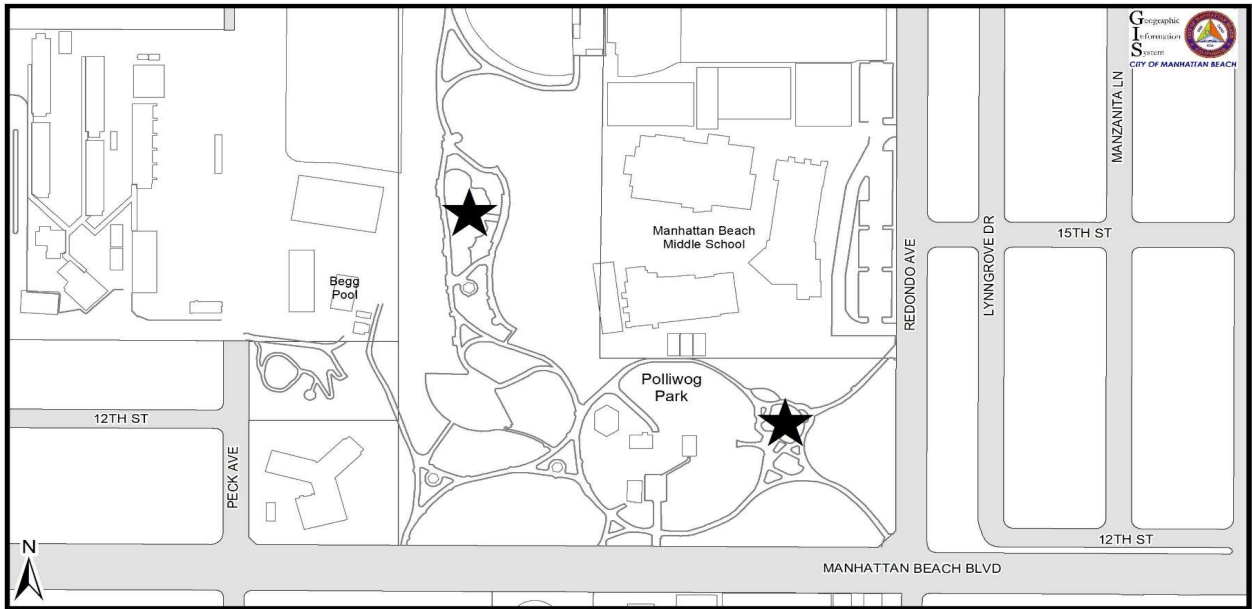 Geographic
Information
System
CITY OF MANHATTAN BEACH
MANZANITA LN
15TH ST
LYNNGROVE DR
REDONDO AVE
Manhattan Beach
Middle School
Begg
Pool
Polliwog
Park
12TH ST
PECK AVE
12TH ST
MANHATTAN BEACH BLVD
N